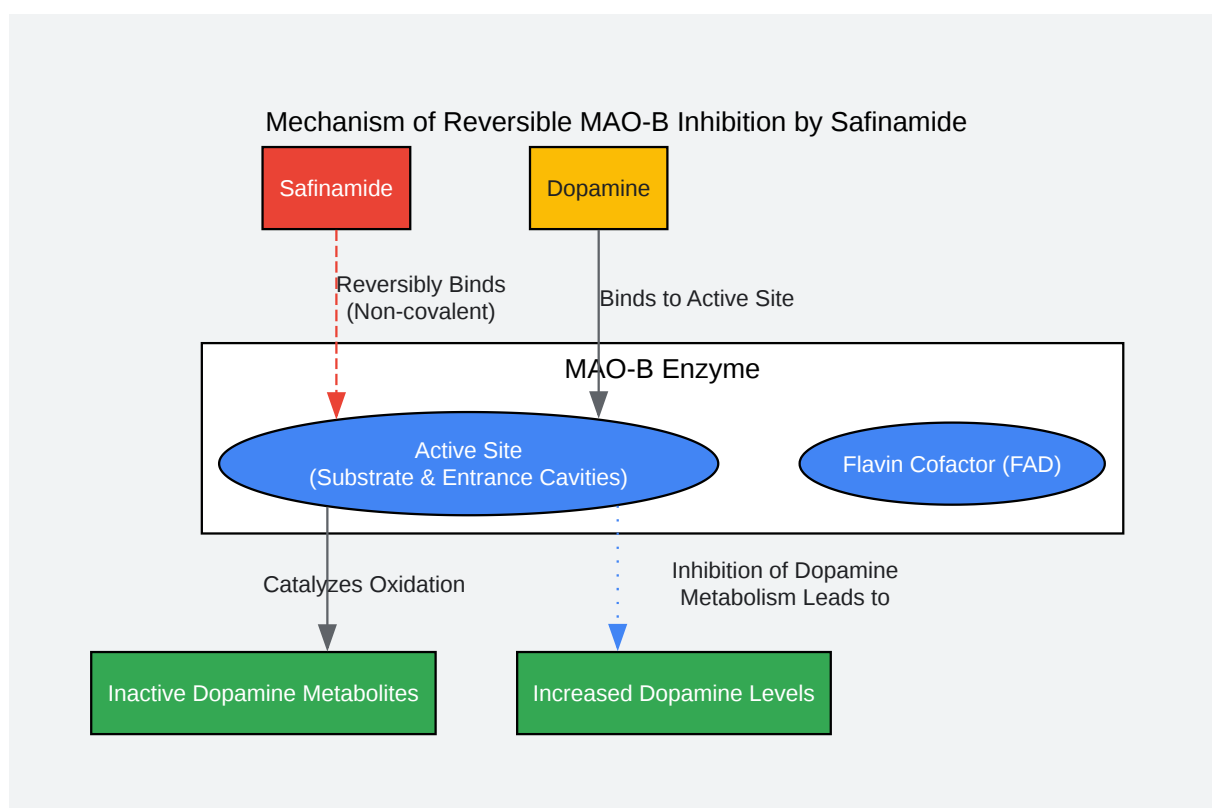 Mechanism of Reversible MAO-B Inhibition by Safinamide
Safinamide
Dopamine
Reversibly Binds
(Non-covalent)
Binds to Active Site
MAO-B Enzyme
Active Site
(Substrate & Entrance Cavities)
Flavin Cofactor (FAD)
Catalyzes Oxidation
Inhibition of Dopamine
Metabolism Leads to
Inactive Dopamine Metabolites
Increased Dopamine Levels